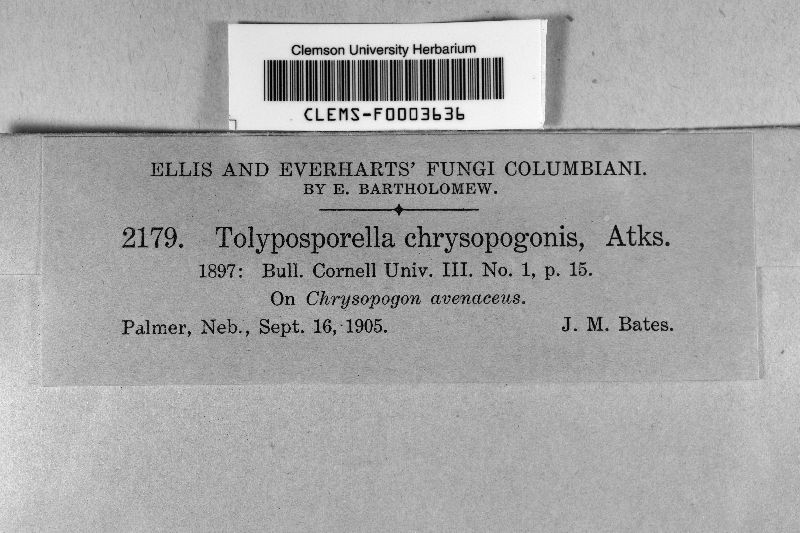 Clemson University Herbarium
CLEMS-F0003636
ELLIS AND EVERHARTS' FUNGI COLUMBIANI.
BY E. BARTHOLOMEW.
2179. Tolyposporella chrysopogonis, Atks.
1897: Bull. Cornell Univ. III. No. 1, p. 15.
On Chrysopogon avenaceus.
Palmer, Neb., Sept. 16, 1905. J. M. Bates.